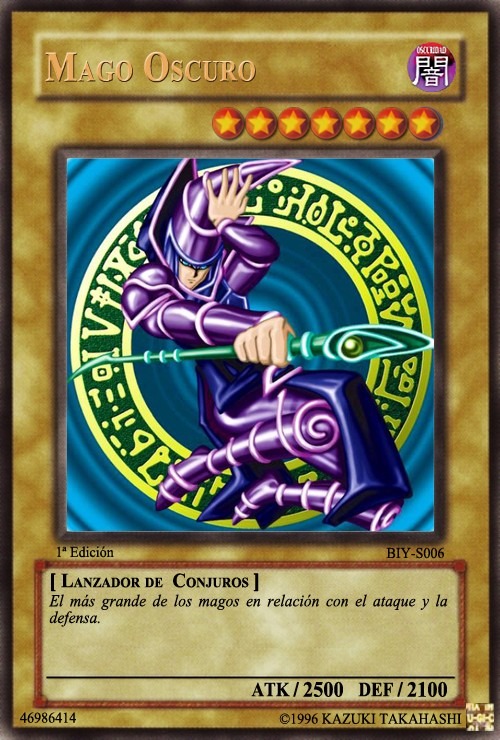 MAGO OSCURO
OSCURIDAD
闇
1ª Edición
BIY-S006
[ LANZADOR DE CONJUROS ]
El más grande de los magos en relación con el ataque y la
defensa.
ATK / 2500 DEF / 2100
46986414
©1996 KAZUKI TAKAHASHI